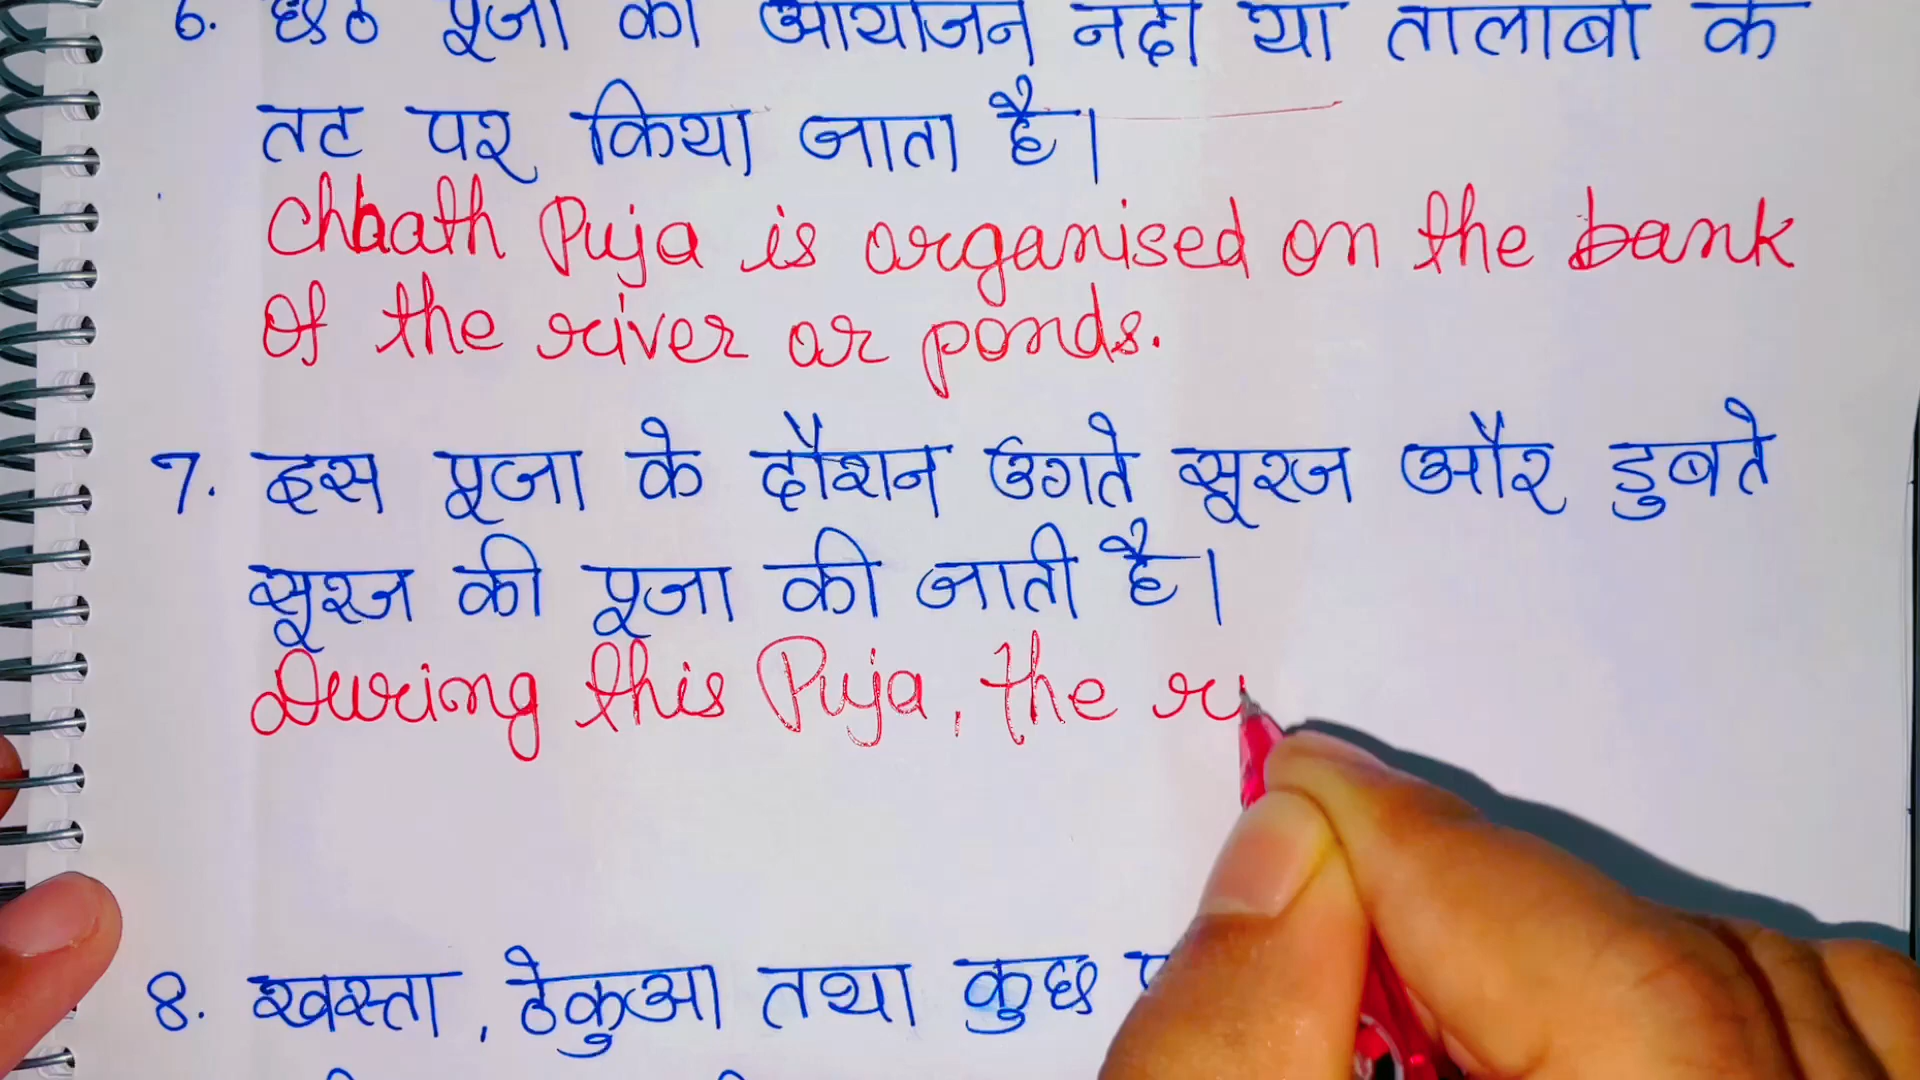 6. छठ पूजा का आयोजन नदी या तालाबों के
तट पर किया जाता है।
Chhath Puja is organised on the bank
of the river or ponds.
7. इस पूजा के दौरान उगते सूरज और डुबते
सूरज की पूजा की जाती है।
During this Puja, the
8. खस्ता, ठेकुआ तथा कुछ